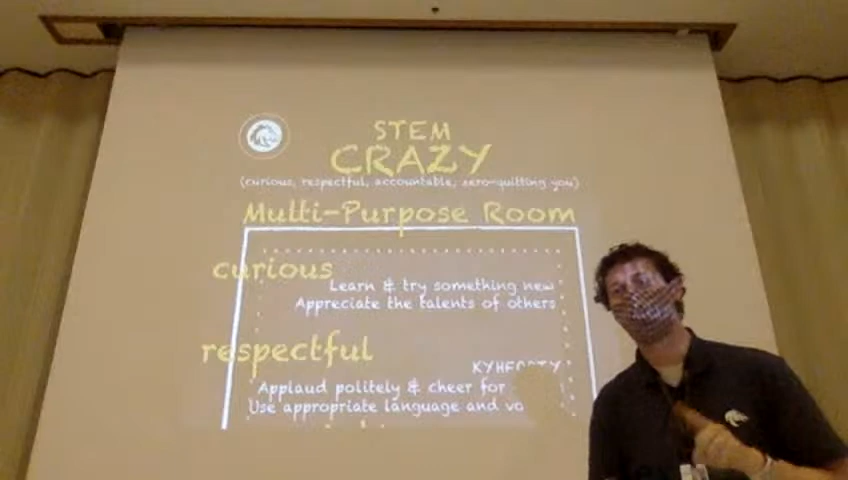 STEM
CRAZY
(curious, respectful, accountable, zero-quitting you)
Multi-Purpose Room
curious
Learn & try something new
Appreciate the talents of others
respectful
Applaud politely & cheer for
Use appropriate language and vo